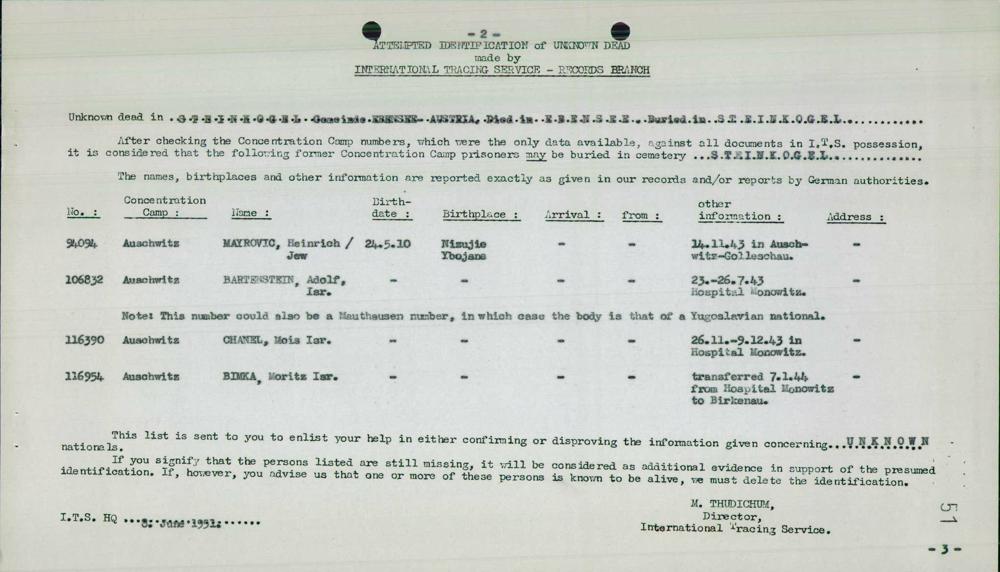 - 2 -
ATTEMPTED IDENTIFICATION of UNKNOWN DEAD
made by
INTERNATIONAL TRACING SERVICE - RECORDS BRANCH
Unknown dead in .S.T.E.I.N.K.O.G.E.L. Gemeinde EBENSEE- AUSTRIA, Died in..E.B.E.N.S.E.E...Buried in..S.T.E.I.N.K.O.G.E.L..............
After checking the Concentration Camp numbers, which were the only data available, against all documents in I.T.S. possession,
it is considered that the following former Concentration Camp prisoners may be buried in cemetery ...S.T.E.I.N.K.O.G.E.L..............
The names, birthplaces and other information are reported exactly as given in our records and/or reports by German authorities.
No. : Concentration Camp : Name : Birth-date : Birthplace : Arrival : from : other information : Address :
94094 Auschwitz MAYROVIC, Heinrich / 24.5.10 Nizujie - - 14.11.43 in Ausch- -
Jew Ybojane witz-Golleschau.
106832 Auschwitz BARTENSTEIN, Adolf, - - - - 23.-26.7.43 -
Isr. Hospital Monowitz.
Note: This number could also be a Mauthausen number, in which case the body is that of a Yugoslavian national.
116390 Auschwitz CHANEL, Mois Isr. - - - - 26.11.-9.12.43 in -
Hospital Monowitz.
116954 Auschwitz BIMKA, Moritz Isr. - - - - transferred 7.1.44 -
from Hospital Monowitz
to Birkenau.
This list is sent to you to enlist your help in either confirming or disproving the information given concerning...U N K N O W N
nationals.
If you signify that the persons listed are still missing, it will be considered as additional evidence in support of the presumed
identification. If, however, you advise us that one or more of these persons is known to be alive, we must delete the identification.
M. THUDICHUM,
Director,
International Tracing Service.
I.T.S. HQ ...8. June 1951.......
51
- 3 -